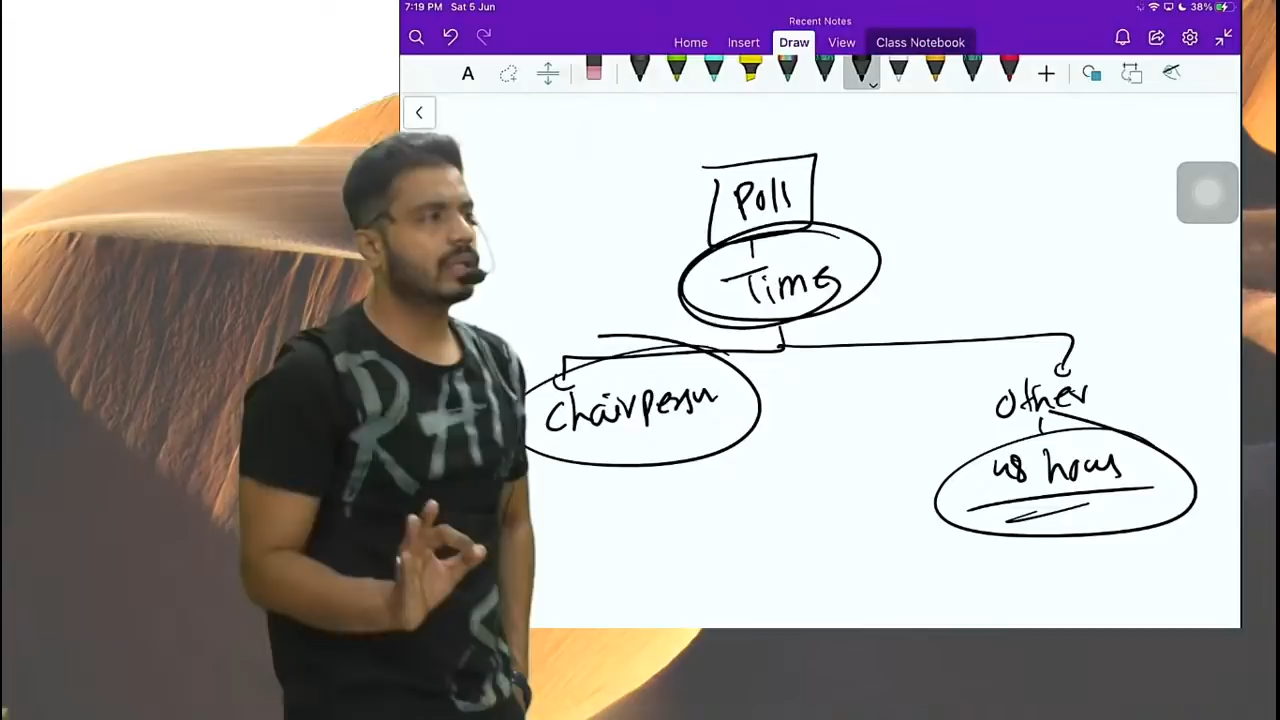 7:19 PM Sat 5 Jun
38%
Recent Notes
Home Insert Draw View Class Notebook
A
Poll
Time
Chairperson
Other
48 hours